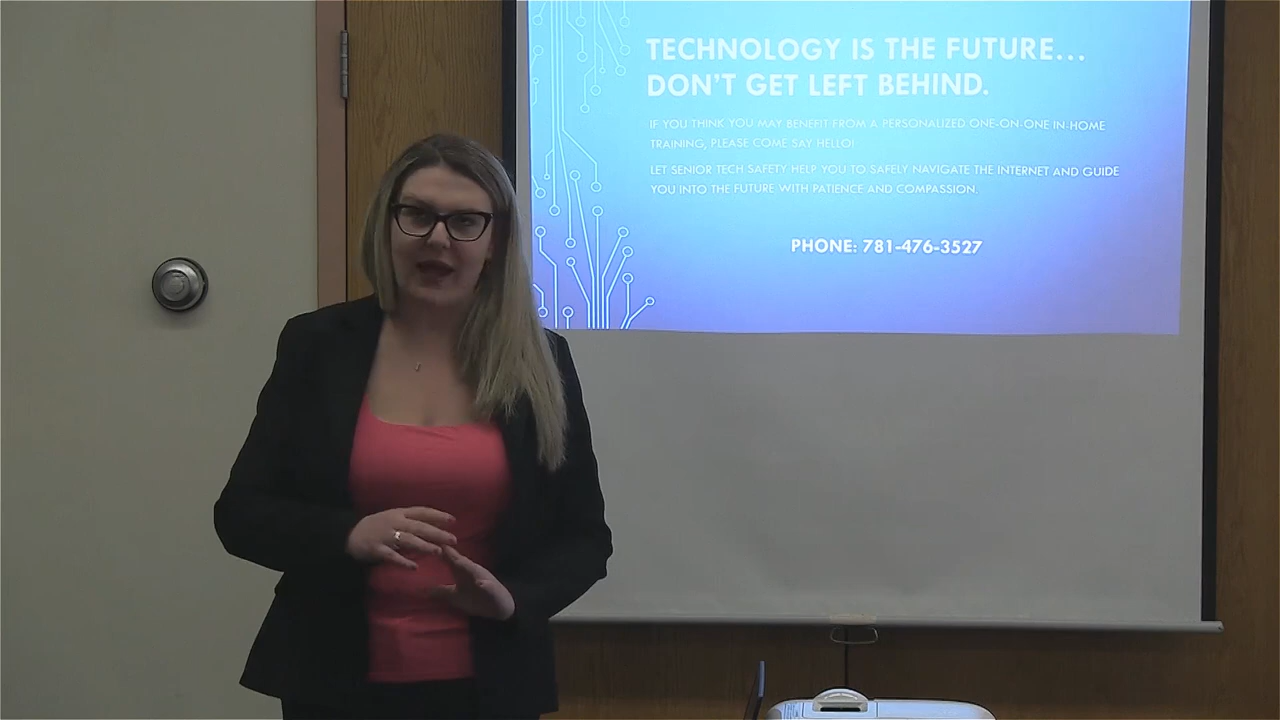 TECHNOLOGY IS THE FUTURE...
DON'T GET LEFT BEHIND.
IF YOU THINK YOU MAY BENEFIT FROM A PERSONALIZED ONE-ON-ONE IN-HOME
TRAINING, PLEASE COME SAY HELLO!
LET SENIOR TECH SAFETY HELP YOU TO SAFELY NAVIGATE THE INTERNET AND GUIDE
YOU INTO THE FUTURE WITH PATIENCE AND COMPASSION.
PHONE: 781-476-3527